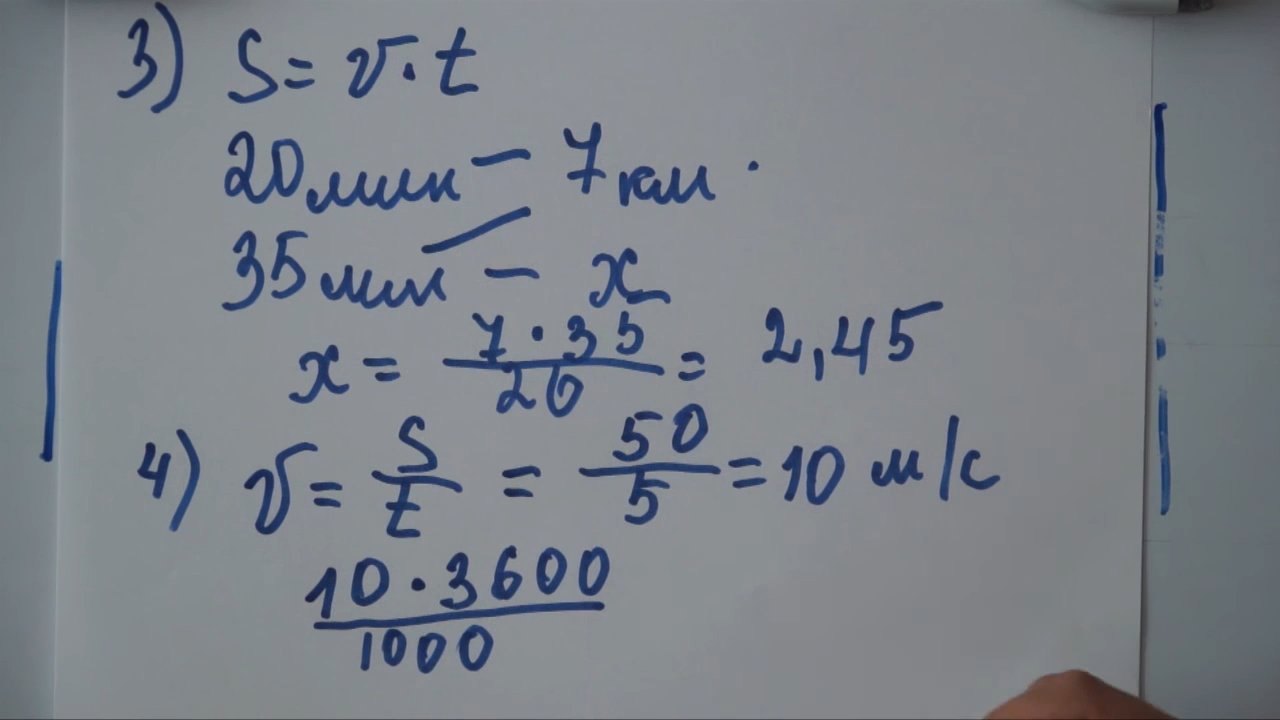 3) S = v · t
20 мин – 7 км ·
35 мин – x
x = 7 · 35 / 20 = 2,45
4) v = S / t = 50 / 5 = 10 м/с
10 · 3600 / 1000